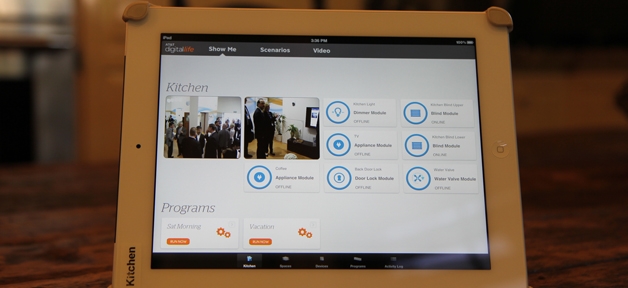 iPad
3:06 PM
at&t
digitallife
Show Me
Scenarios
Video
Kitchen
Kitchen Light
Dimmer Module
OFFLINE
Kitchen Blind Upper
Blind Module
ONLINE
TV
Appliance Module
OFFLINE
Kitchen Blind Lower
Blind Module
ONLINE
Coffee
Appliance Module
OFFLINE
Back Door Lock
Door Lock Module
OFFLINE
Water Valve
Water Valve Module
OFFLINE
Programs
Sat Morning
RUN NOW
Vacation
RUN NOW
Kitchen
Programs
Activity Log
Kitchen